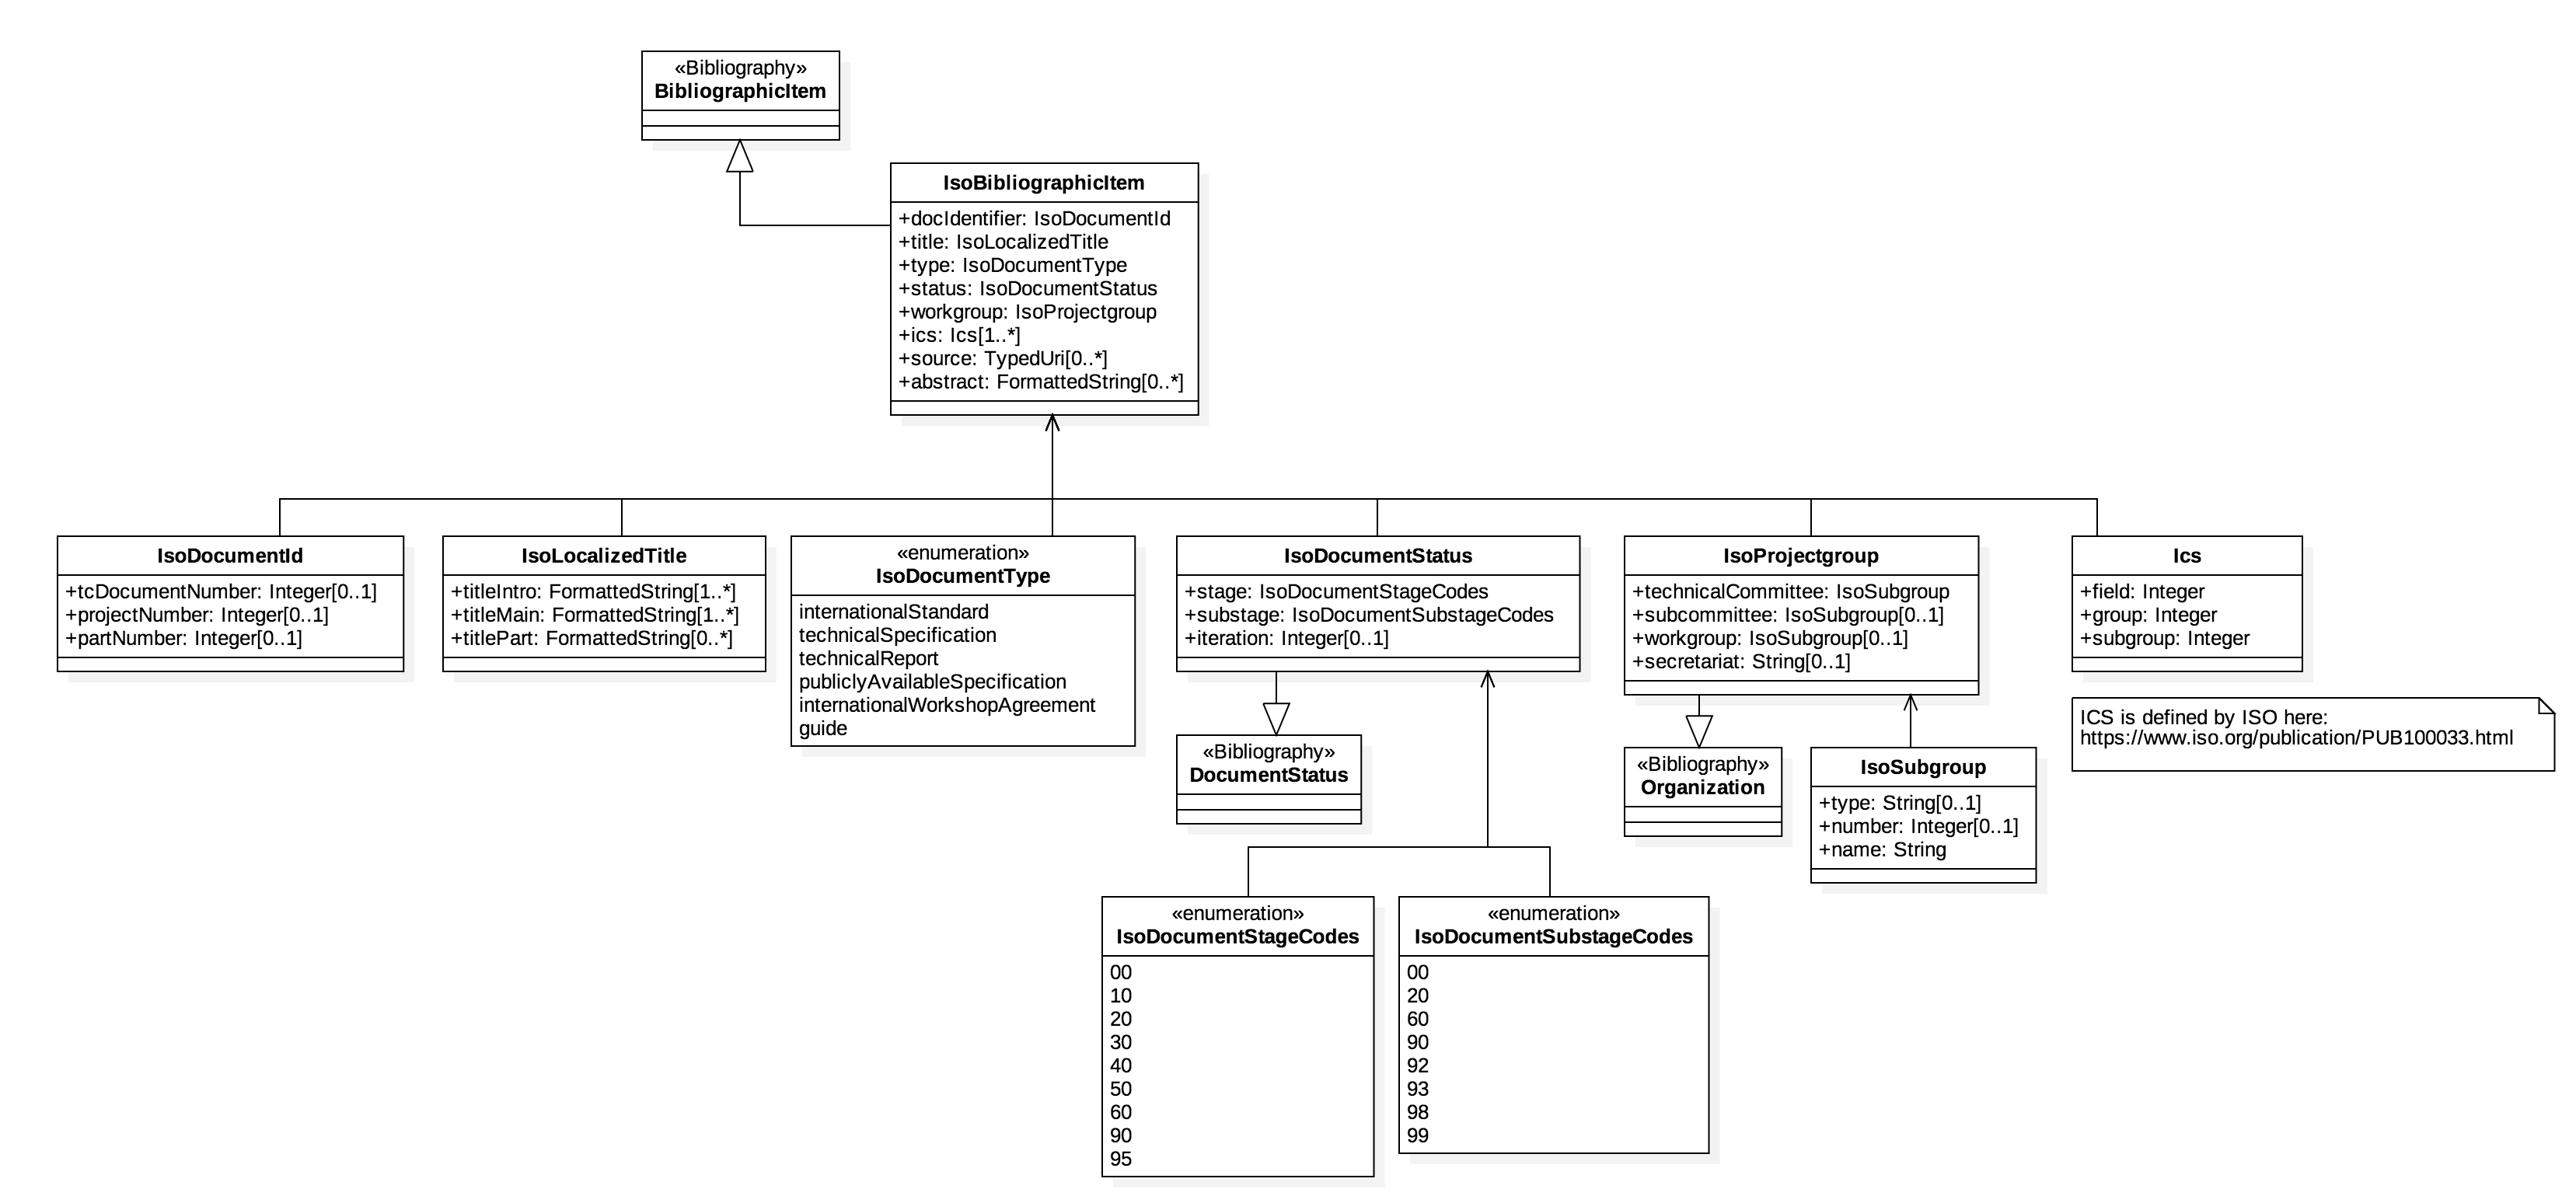 «Bibliography»
BibliographicItem
IsoBibliographicItem
+docIdentifier: IsoDocumentId
+title: IsoLocalizedTitle
+type: IsoDocumentType
+status: IsoDocumentStatus
+workgroup: IsoProjectgroup
+ics: Ics[1..*]
+source: TypedUri[0..*]
+abstract: FormattedString[0..*]
IsoDocumentId
+tcDocumentNumber: Integer[0..1]
+projectNumber: Integer[0..1]
+partNumber: Integer[0..1]
IsoLocalizedTitle
+titleIntro: FormattedString[1..*]
+titleMain: FormattedString[1..*]
+titlePart: FormattedString[0..*]
«enumeration»
IsoDocumentType
internationalStandard
technicalSpecification
technicalReport
publiclyAvailableSpecification
internationalWorkshopAgreement
guide
IsoDocumentStatus
+stage: IsoDocumentStageCodes
+substage: IsoDocumentSubstageCodes
+iteration: Integer[0..1]
IsoProjectgroup
+technicalCommittee: IsoSubgroup
+subcommittee: IsoSubgroup[0..1]
+workgroup: IsoSubgroup[0..1]
+secretariat: String[0..1]
Ics
+field: Integer
+group: Integer
+subgroup: Integer
ICS is defined by ISO here:
https://www.iso.org/publication/PUB100033.html
«Bibliography»
DocumentStatus
«Bibliography»
Organization
IsoSubgroup
+type: String[0..1]
+number: Integer[0..1]
+name: String
«enumeration»
IsoDocumentStageCodes
00
10
20
30
40
50
60
90
95
«enumeration»
IsoDocumentSubstageCodes
00
20
60
90
92
93
98
99